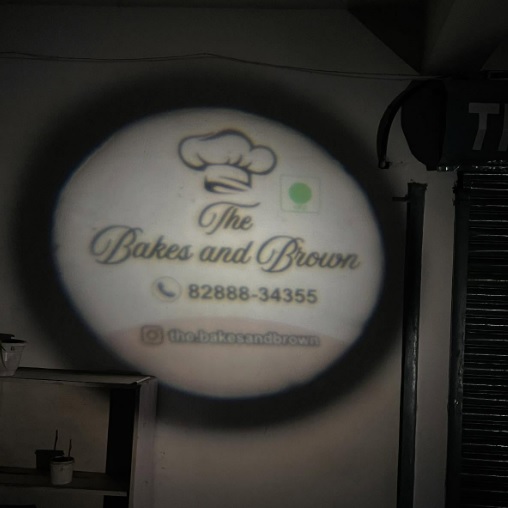 The
Bakes and Brown
82888-34355
the.bakesandbrown